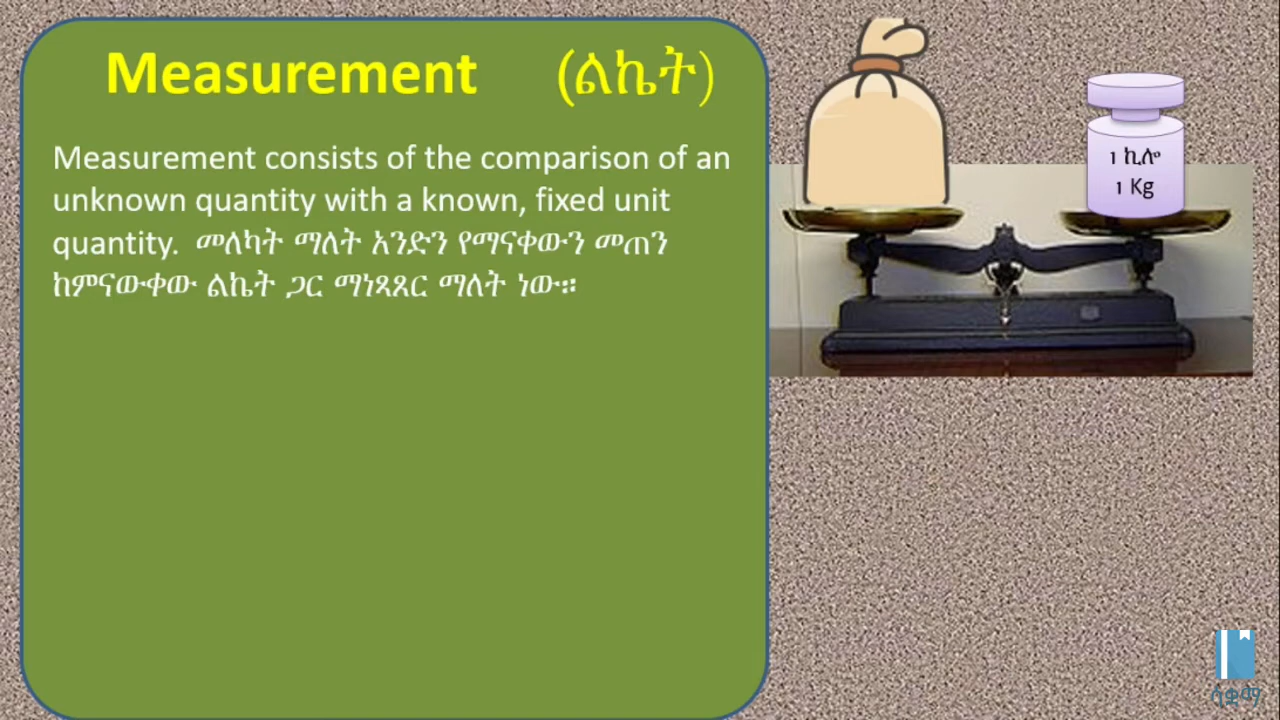 Measurement (ልኬት)
Measurement consists of the comparison of an
unknown quantity with a known, fixed unit
quantity. መለካት ማለት አንድን የማናቀውን መጠን
ከምናውቀው ልኬት ጋር ማነጻጸር ማለት ነው።
1 ኪሎ
1 Kg